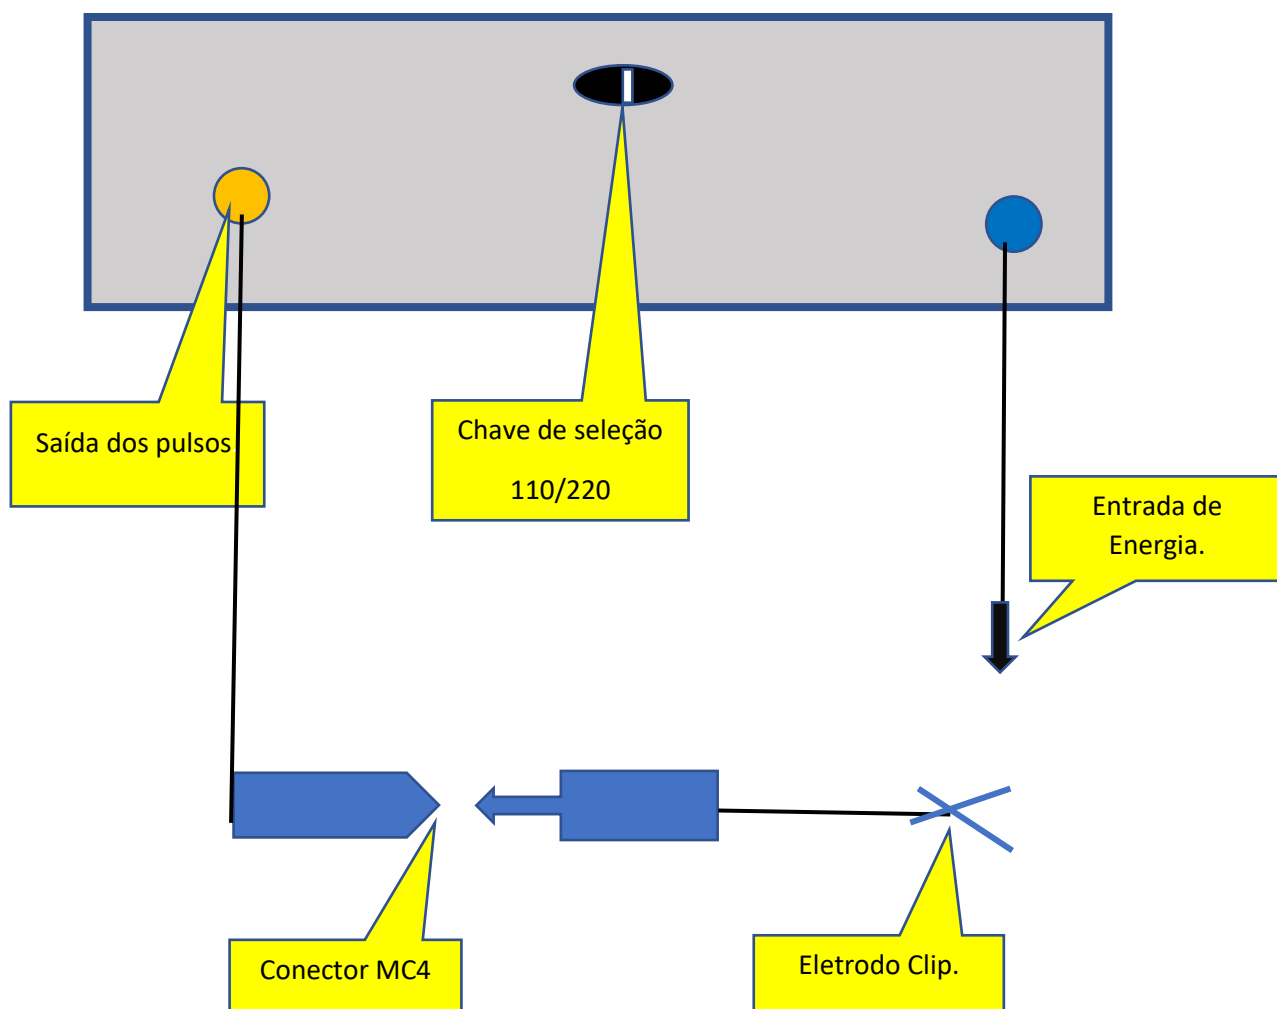 Saída dos pulsos
Chave de seleção
110/220
Entrada de
Energia.
Conector MC4
Eletrodo Clip.